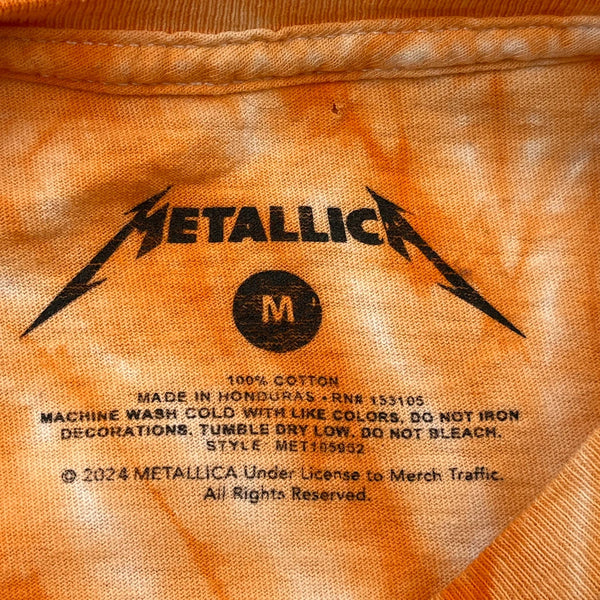 METALLICA
M
100% COTTON
MADE IN HONDURAS • RN# 153105
MACHINE WASH COLD WITH LIKE COLORS. DO NOT IRON
DECORATIONS. TUMBLE DRY LOW. DO NOT BLEACH.
STYLE MET105952
© 2024 METALLICA Under License to Merch Traffic.
All Rights Reserved.